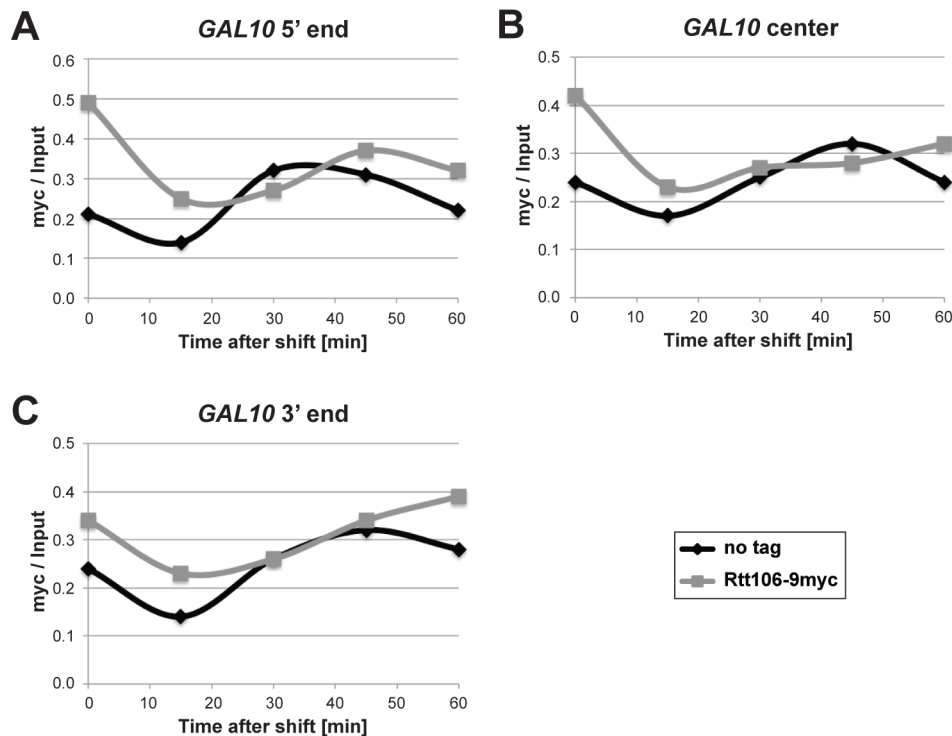 A
GAL10 5’ end
0.6
0.5
0.4
0.3
0.2
0.1
0.0
myc / Input
0 10 20 30 40 50 60
Time after shift [min]
B
GAL10 center
0.5
0.4
0.3
0.2
0.1
0.0
myc / Input
0 10 20 30 40 50 60
Time after shift [min]
C
GAL10 3’ end
0.5
0.4
0.3
0.2
0.1
0.0
myc / Input
0 10 20 30 40 50 60
Time after shift [min]
no tag
Rtt106-9myc